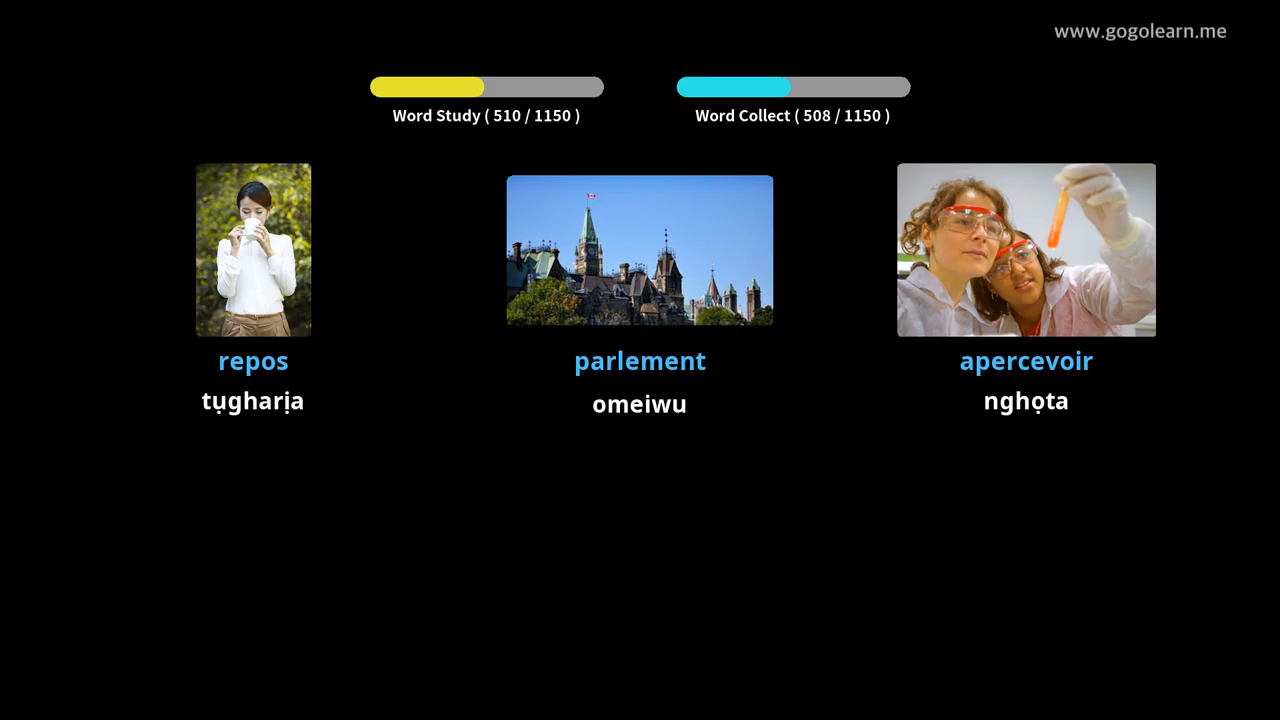 www.gogolearn.me
Word Study ( 510 / 1150 )
Word Collect ( 508 / 1150 )
repos
parlement
apercevoir
tụgharịa
omeiwu
nghọta